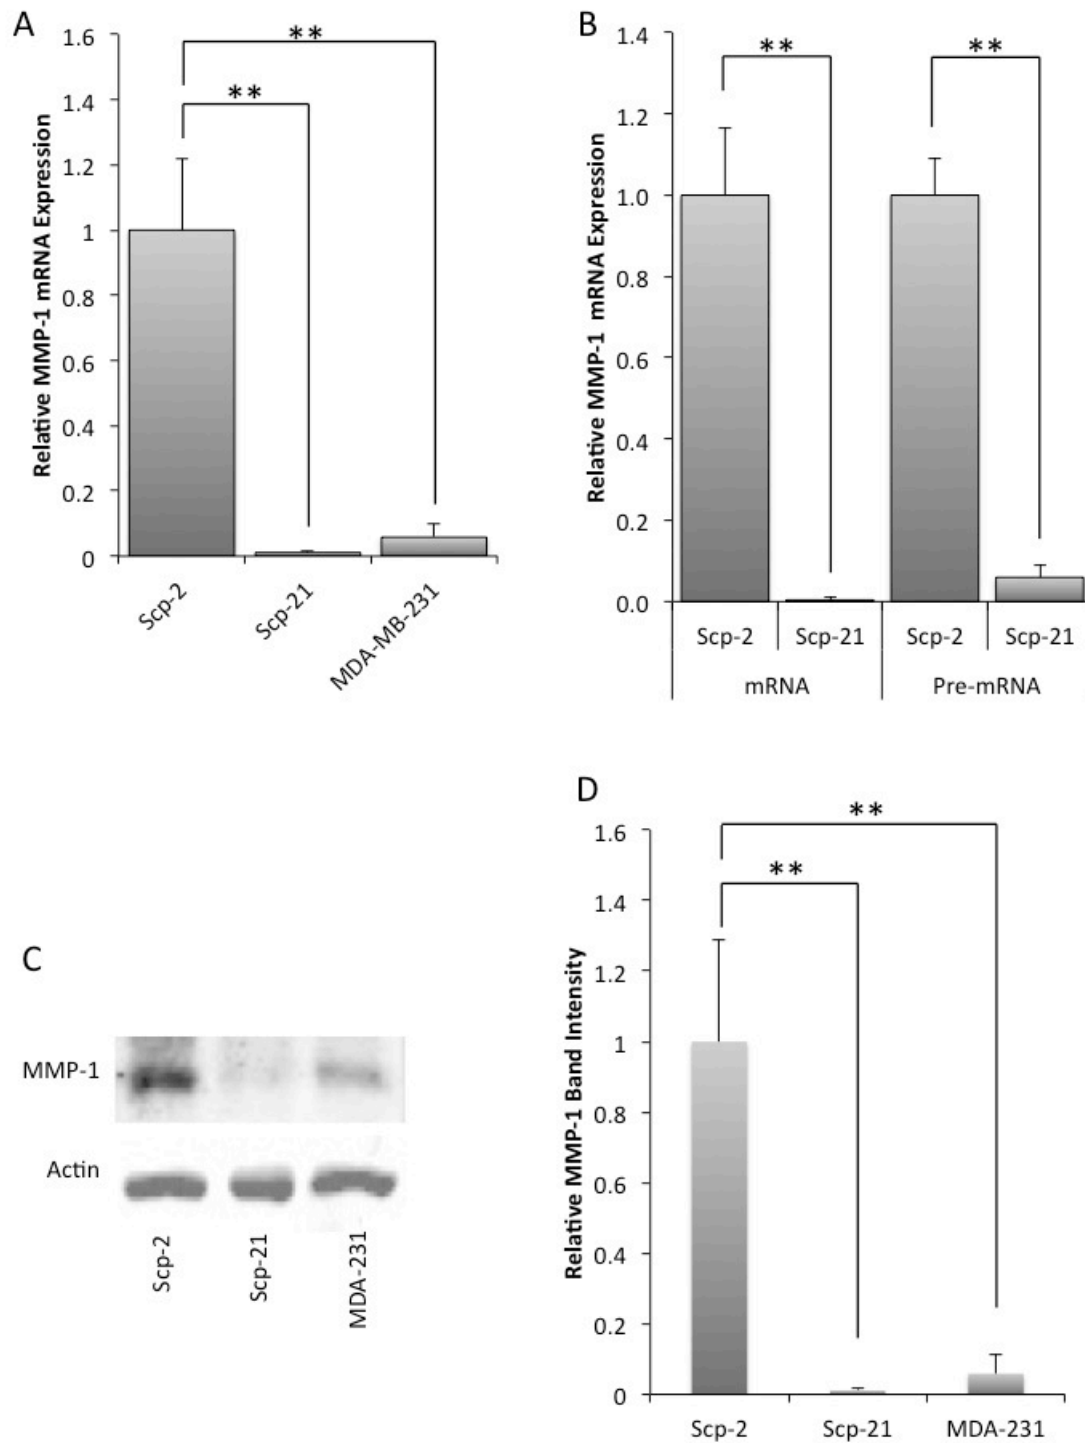 A
Relative MMP-1 mRNA Expression
1.6
1.4
1.2
1
0.8
0.6
0.4
0.2
0
**
**
Scp-2
Scp-21
MDA-MB-231
B
Relative MMP-1 mRNA Expression
1.4
1.2
1.0
0.8
0.6
0.4
0.2
0.0
**
**
Scp-2 Scp-21 Scp-2 Scp-21
mRNA Pre-mRNA
C
MMP-1
Actin
Scp-2
Scp-21
MDA-231
D
Relative MMP-1 Band Intensity
1.6
1.4
1.2
1
0.8
0.6
0.4
0.2
0
**
**
Scp-2 Scp-21 MDA-231